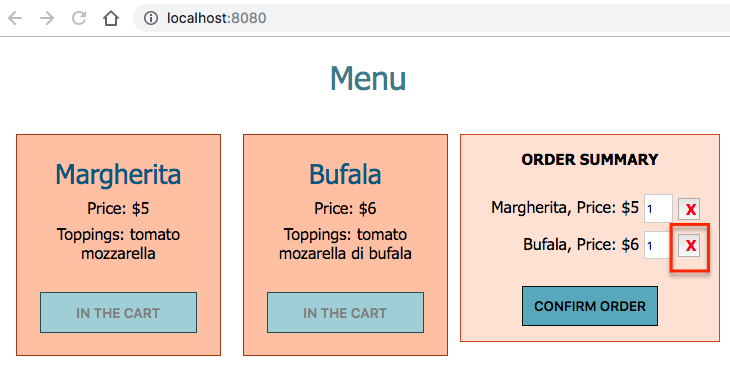 localhost:8080
Menu
Margherita
Price: $5
Toppings: tomato
mozzarella
IN THE CART
Bufala
Price: $6
Toppings: tomato
mozarella di bufala
IN THE CART
ORDER SUMMARY
Margherita, Price: $5 1 X
Bufala, Price: $6 1 X
CONFIRM ORDER